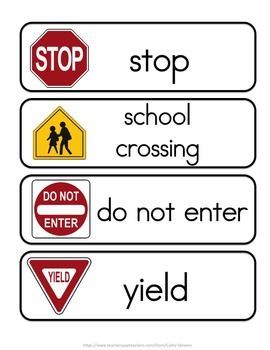 STOP
stop
school
crossing
DO NOT
ENTER
do not enter
YIELD
yield